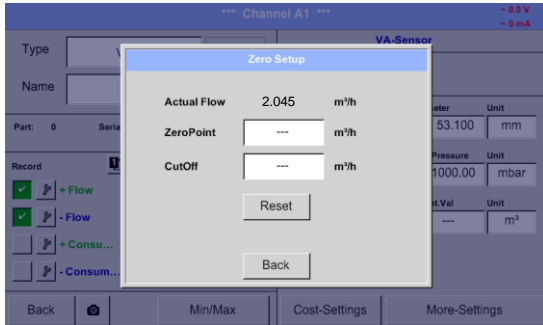 *** Channel A1 ***
~ 0.0 V
~ 0 mA
Type
VA-Sensor
Name
Zero Setup
Actual Flow 2.045 m³/h
ZeroPoint --- m³/h
CutOff --- m³/h
Reset
Back
Part: 0
Unit
53.100 mm
Record
Pressure Unit
1000.00 mbar
+ Flow
- Flow
Unit
--- m³
+ Consu...
- Consum...
Back Min/Max Cost-Settings More-Settings